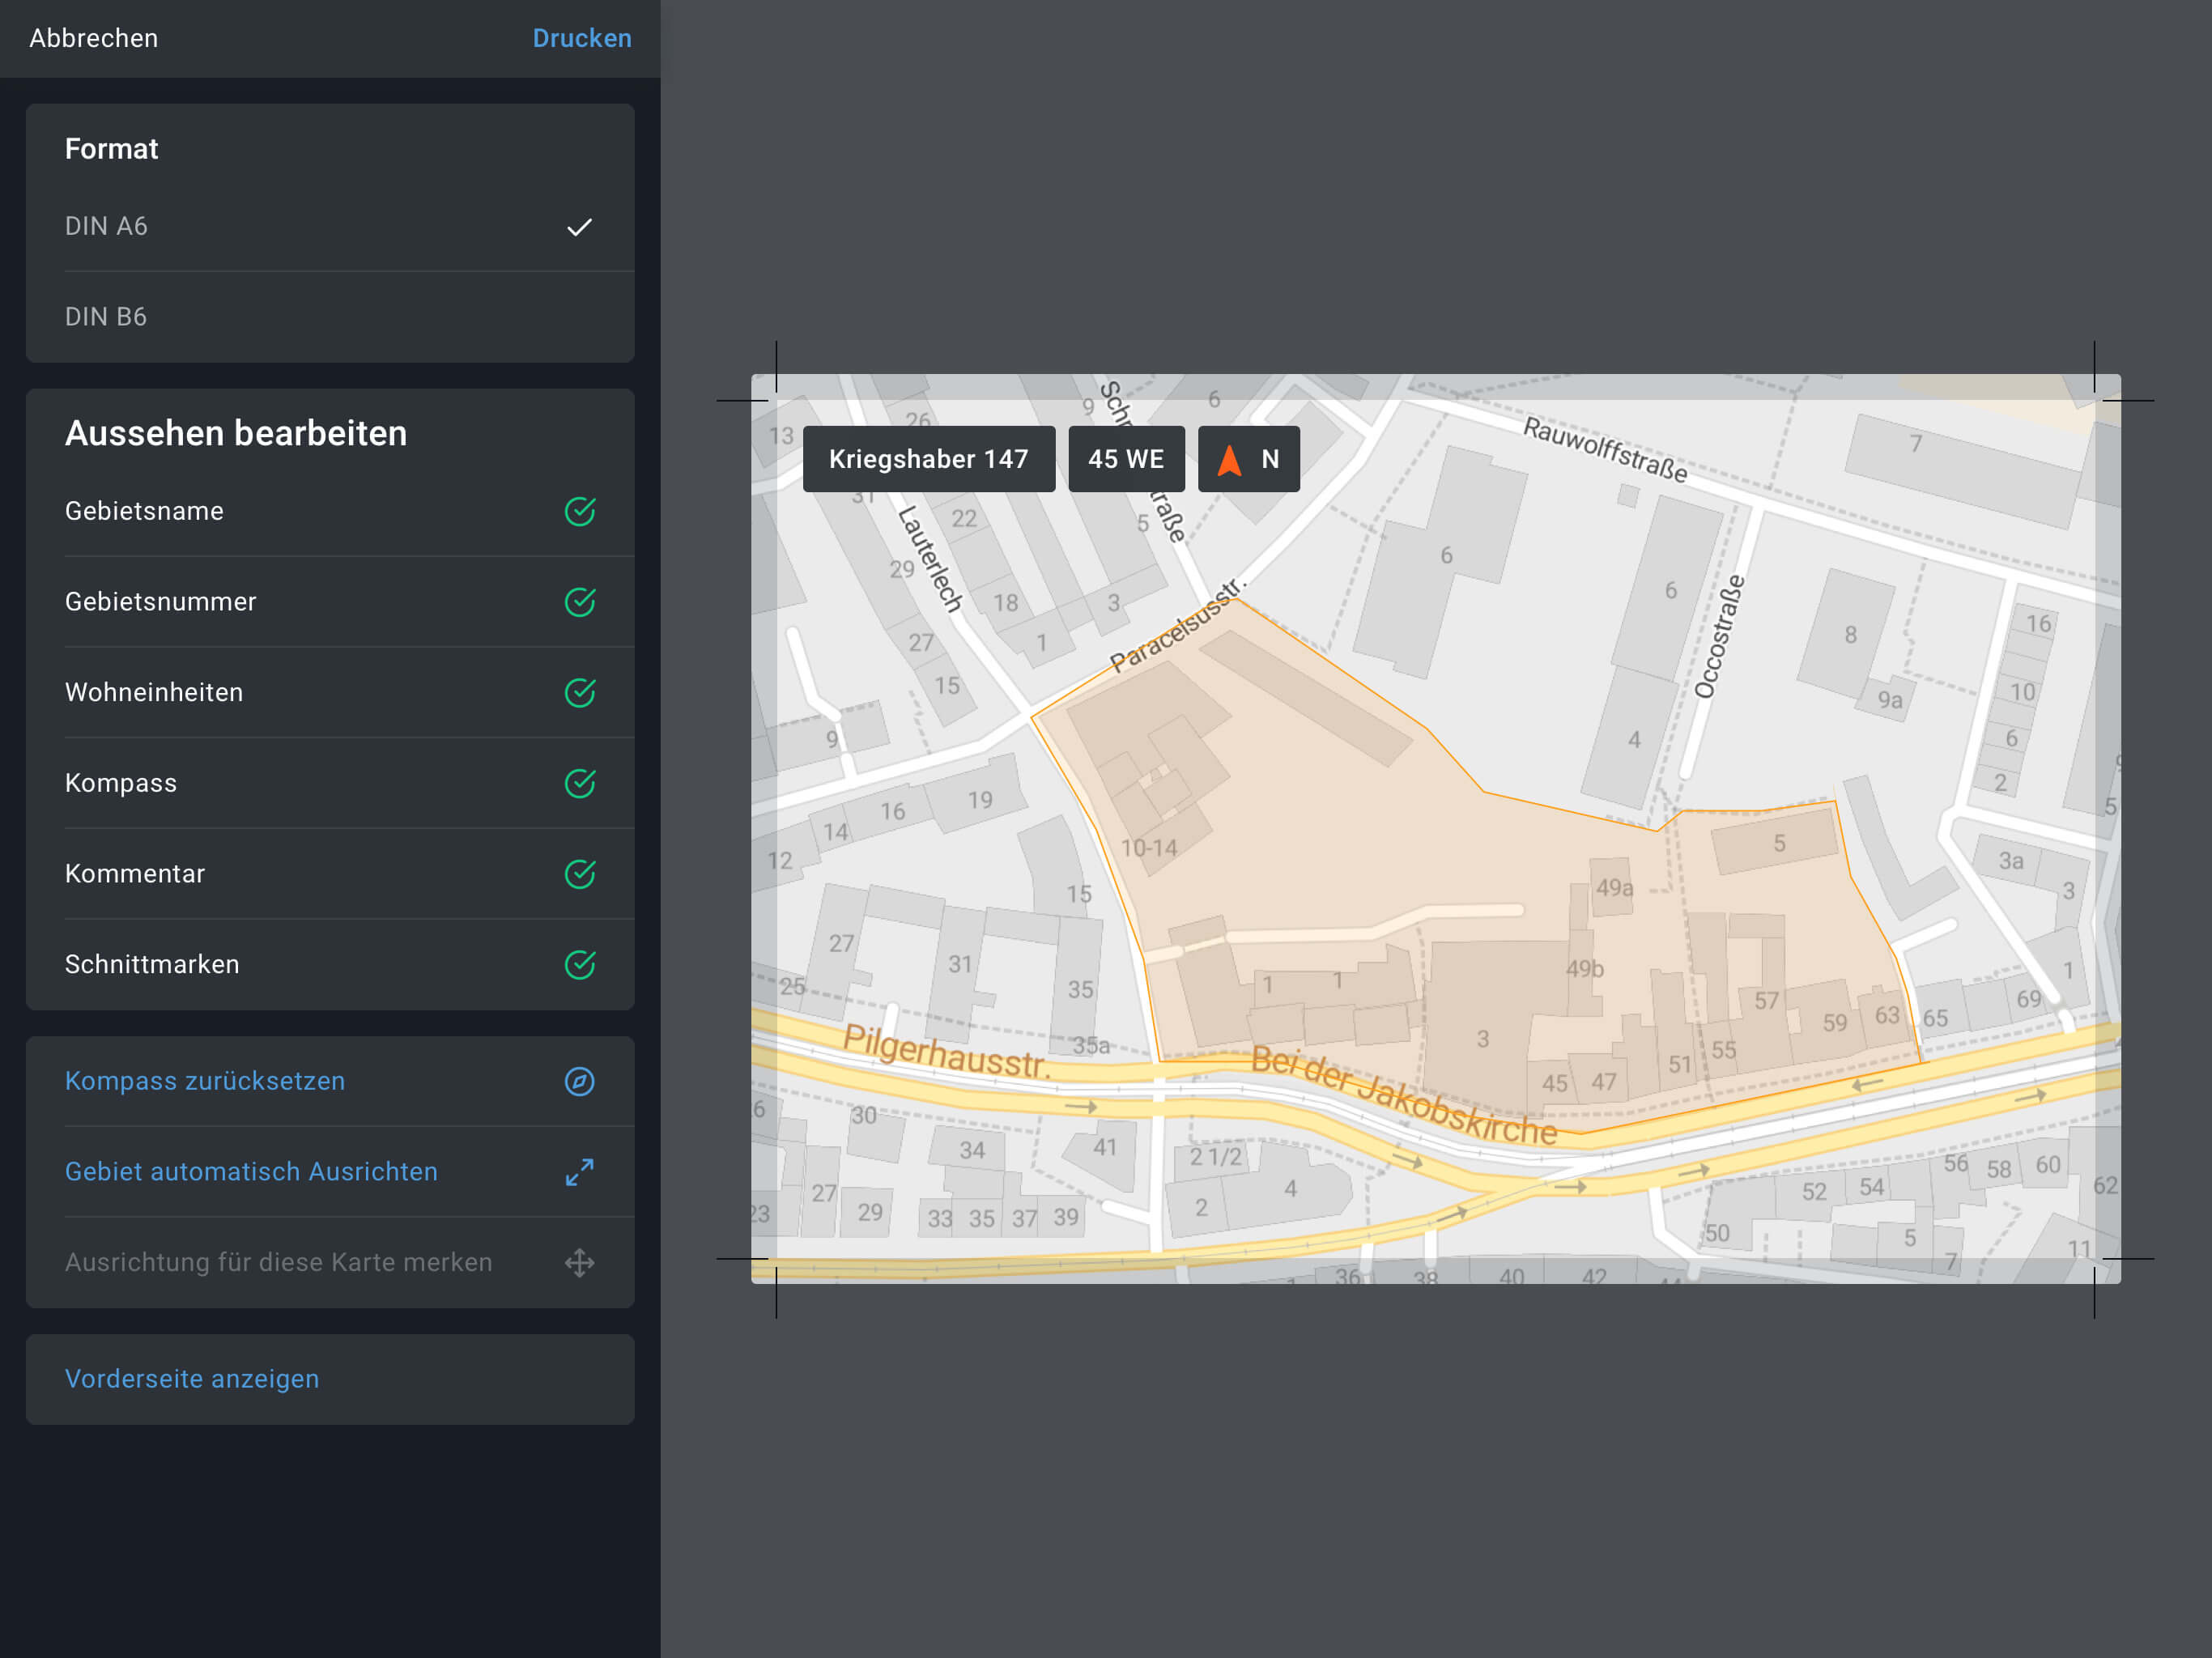 Abbrechen
Drucken
Format
DIN A6
DIN B6
Aussehen bearbeiten
Gebietsname
Gebietsnummer
Wohneinheiten
Kompass
Kommentar
Schnittmarken
Kompass zurücksetzen
Gebiet automatisch Ausrichten
Ausrichtung für diese Karte merken
Vorderseite anzeigen
Kriegshaber 147
45 WE
N
Rauwolffstraße
Lauterlech
Paracelsusstr.
Occostraße
Pilgerhausstr.
Bei der Jakobskirche
13
26
9
6
7
31
22
5
29
6
6
18
3
16
27
1
8
15
10
9a
9
4
6
2
19
16
5
14
10-14
5
12
3a
49a
3
15
27
31
49b
1
25
1
1
35
57
69
63
65
59
3
35a
55
51
45
47
30
41
34
2 1/2
56
58
60
27
4
52
54
62
29
33
35
37
39
2
23
50
5
11
7
36
38
40
42